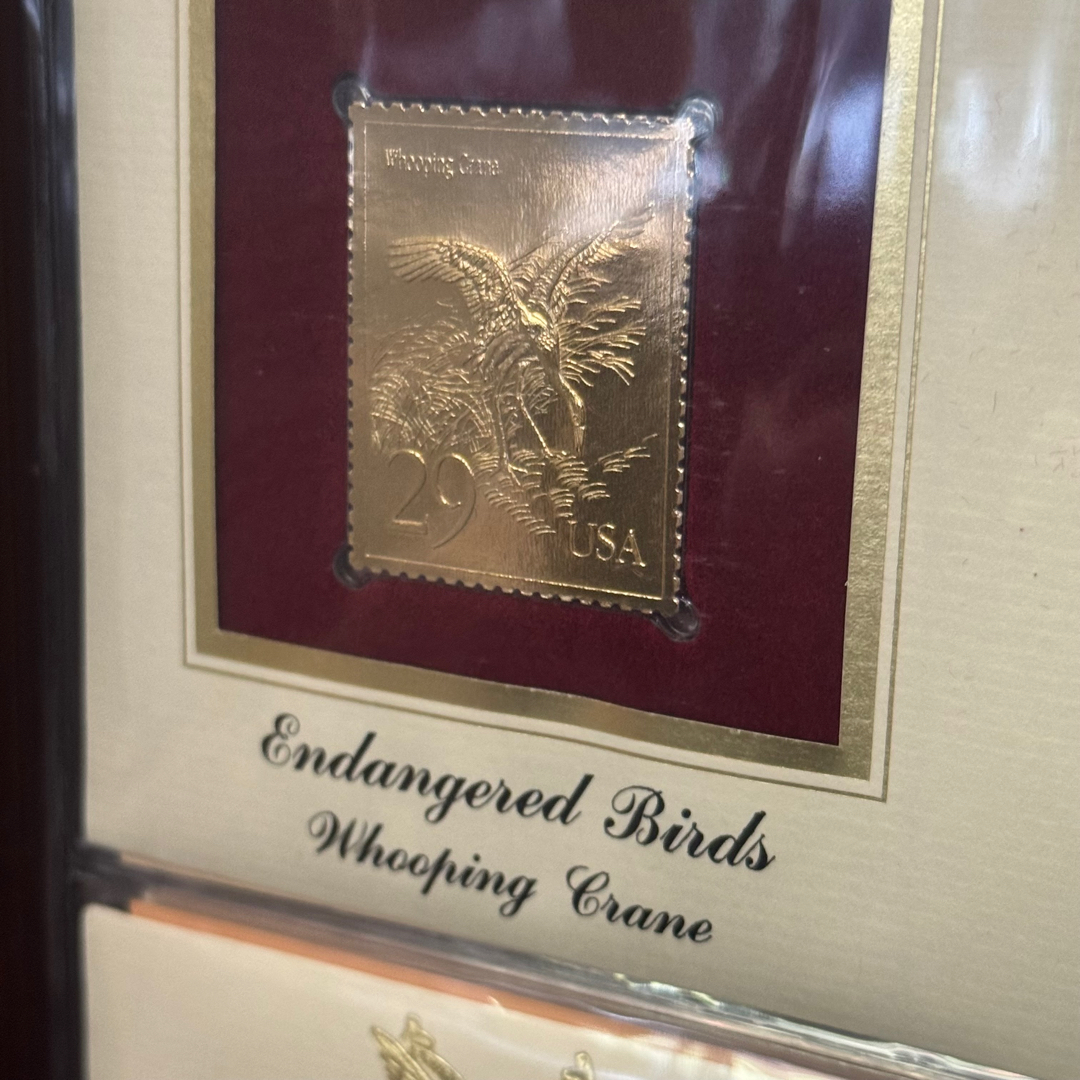 Whooping Crane
29
USA
Endangered Birds
Whooping Crane